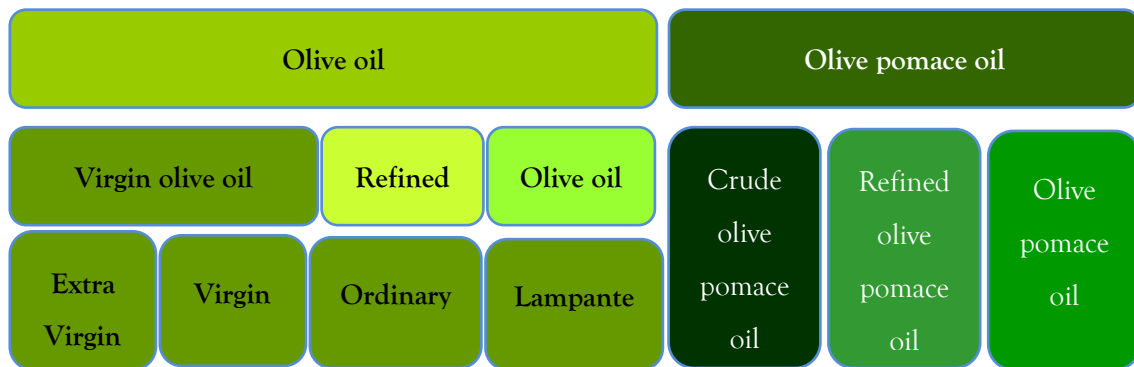 Olive oil
Olive pomace oil
Virgin olive oil
Refined
Olive oil
Crude
olive
pomace
oil
Refined
olive
pomace
oil
Olive
pomace
oil
Extra
Virgin
Virgin
Ordinary
Lampante